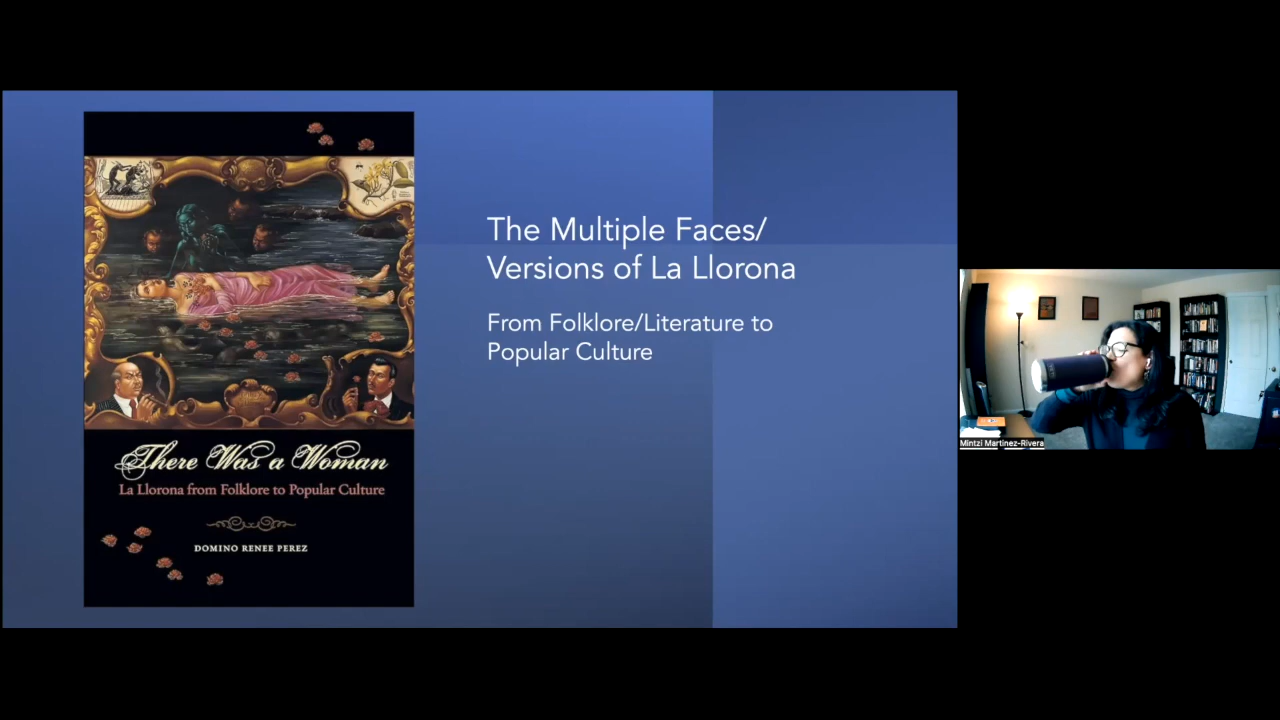 The Multiple Faces/
Versions of La Llorona
From Folklore/Literature to
Popular Culture
There Was a Woman
La Llorona from Folklore to Popular Culture
DOMINO RENEE PEREZ
Mintzi Martinez-Rivera